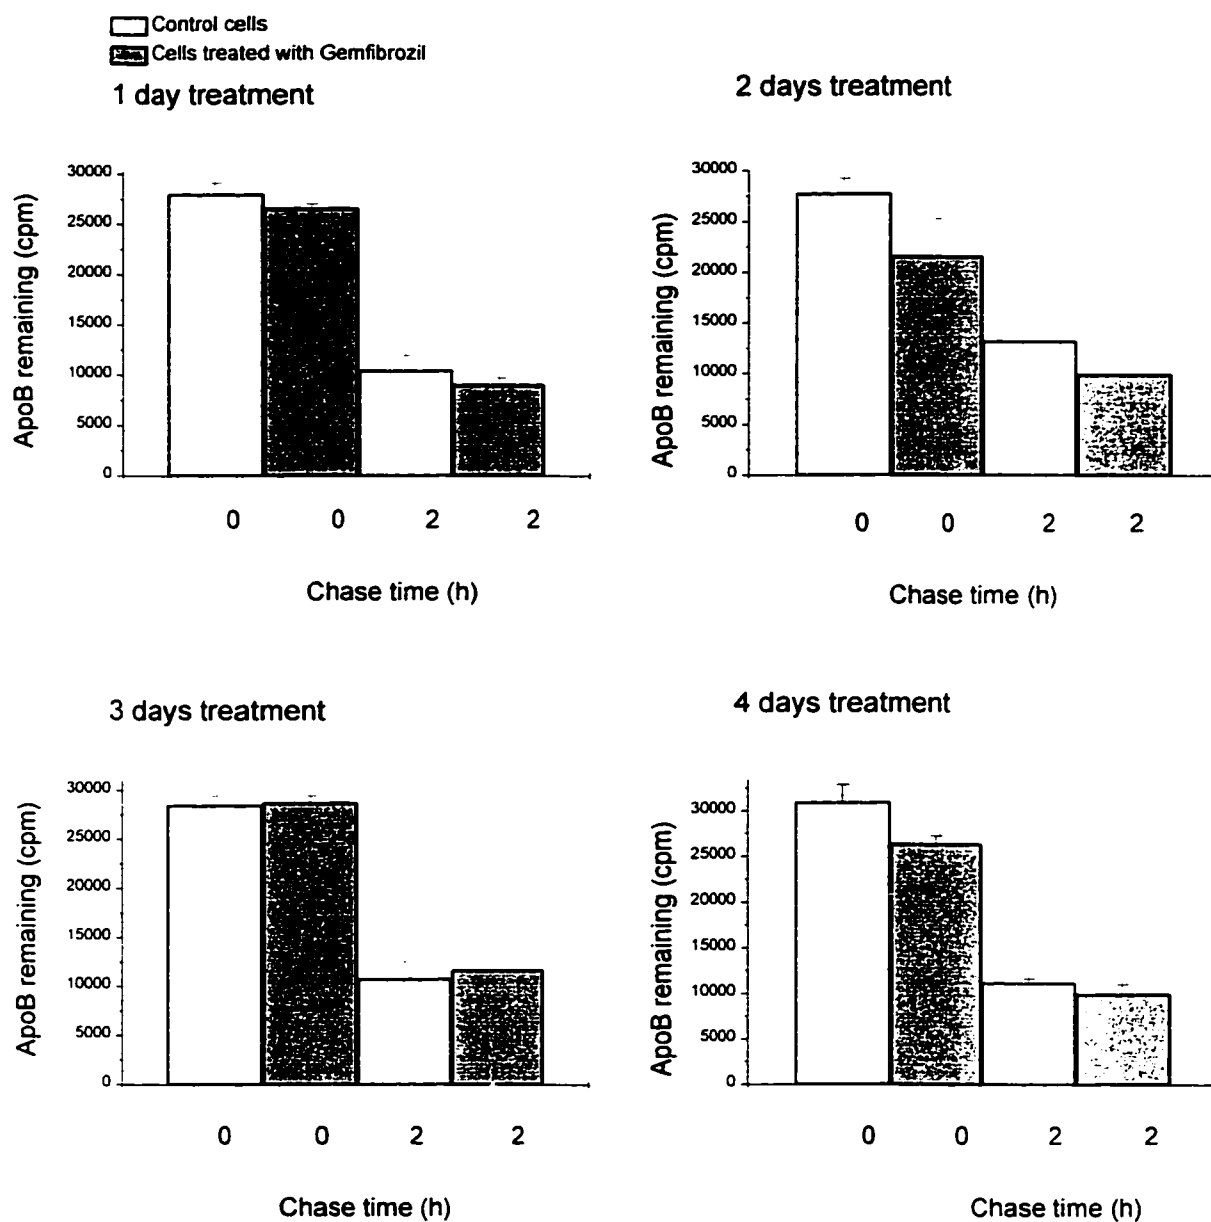 Control cells
Cells treated with Gemfibrozil
1 day treatment
ApoB remaining (cpm)
30000
25000
20000
15000
10000
5000
0
0 0 2 2
Chase time (h)
2 days treatment
ApoB remaining (cpm)
30000
25000
20000
15000
10000
5000
0
0 0 2 2
Chase time (h)
3 days treatment
ApoB remaining (cpm)
30000
25000
20000
15000
10000
5000
0
0 0 2 2
Chase time (h)
4 days treatment
ApoB remaining (cpm)
30000
25000
20000
15000
10000
5000
0
0 0 2 2
Chase time (h)